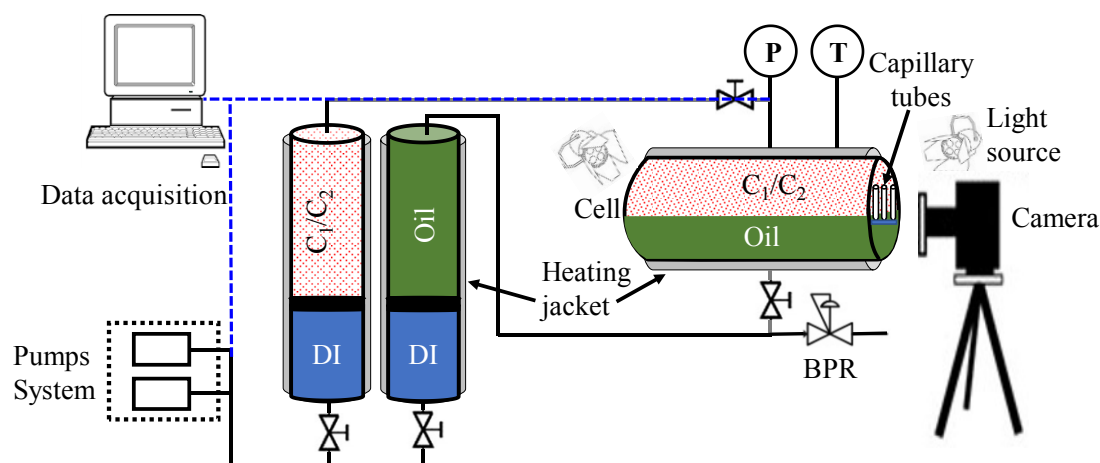 P
T
Capillary
tubes
Light
source
Data acquisition
C₁/C₂
Oil
Cell
C₁/C₂
Oil
Camera
Heating
jacket
DI
DI
BPR
Pumps
System